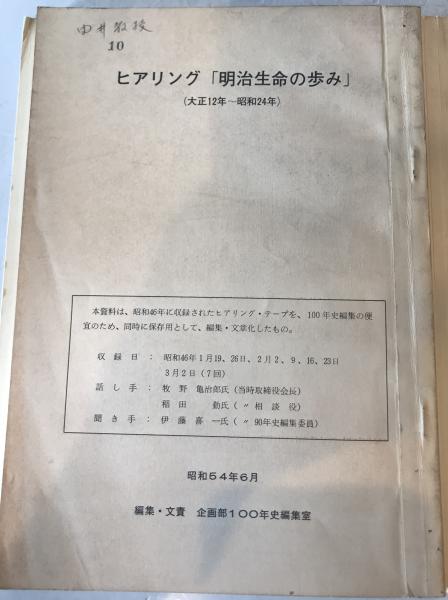 由井教授
10
ヒアリング「明治生命の歩み」
(大正12年～昭和24年)
本資料は、昭和46年に収録されたヒアリング・テープを、100年史編集の便
宜のため、同時に保存用として、編集・文章化したもの。
収録日：昭和46年1月19、26日、2月2、9、16、23日
3月2日(7回)
話し手：牧野亀治郎氏(当時取締役会長)
稲田勤氏(〃相談役)
聞き手：伊藤喜一氏(〃90年史編集委員)
昭和54年6月
編集・文責 企画部100年史編集室